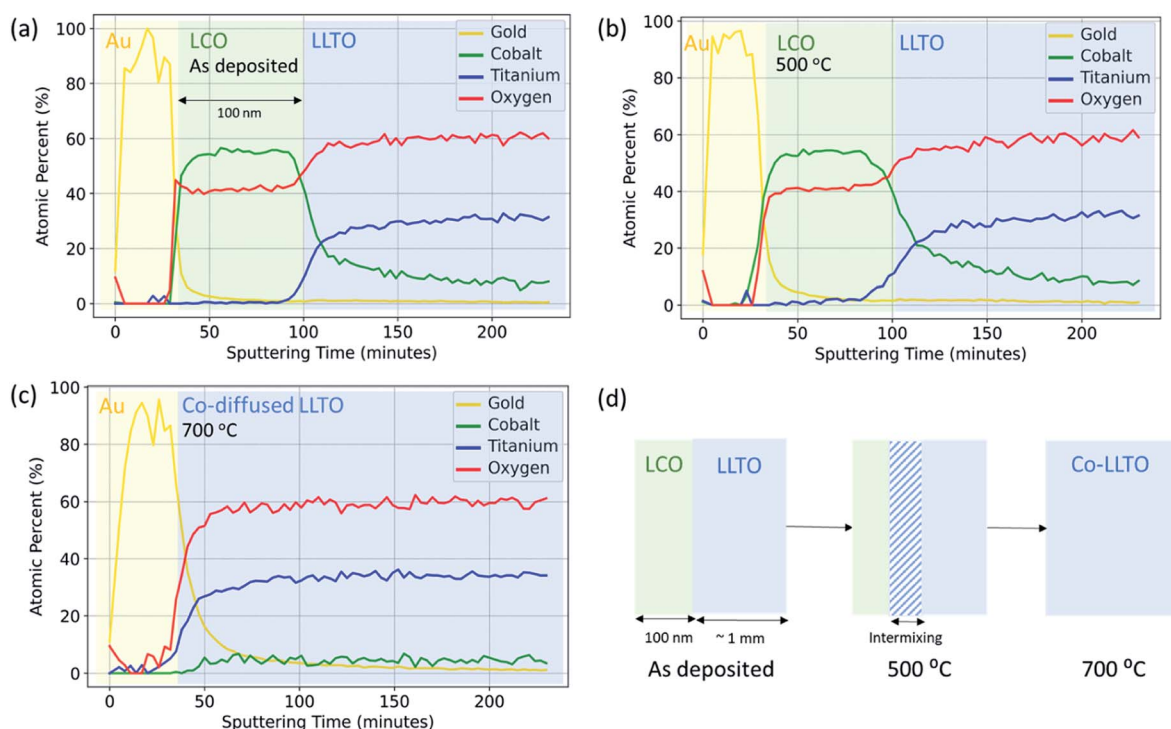 (a)
Au
LCO
As deposited
100 nm
LLTO
Gold
Cobalt
Titanium
Oxygen
100
80
60
40
20
0
Atomic Percent (%)
0 50 100 150 200
Sputtering Time (minutes)
(b)
Au
LCO
500 °C
LLTO
Gold
Cobalt
Titanium
Oxygen
100
80
60
40
20
0
Atomic Percent (%)
0 50 100 150 200
Sputtering Time (minutes)
(c)
Au
Co-diffused LLTO
700 °C
Gold
Cobalt
Titanium
Oxygen
100
80
60
40
20
0
Atomic Percent (%)
0 50 100 150 200
Sputtering Time (minutes)
(d)
LCO LLTO
Co-LLTO
100 nm ~ 1 mm
Intermixing
As deposited 500 °C 700 °C